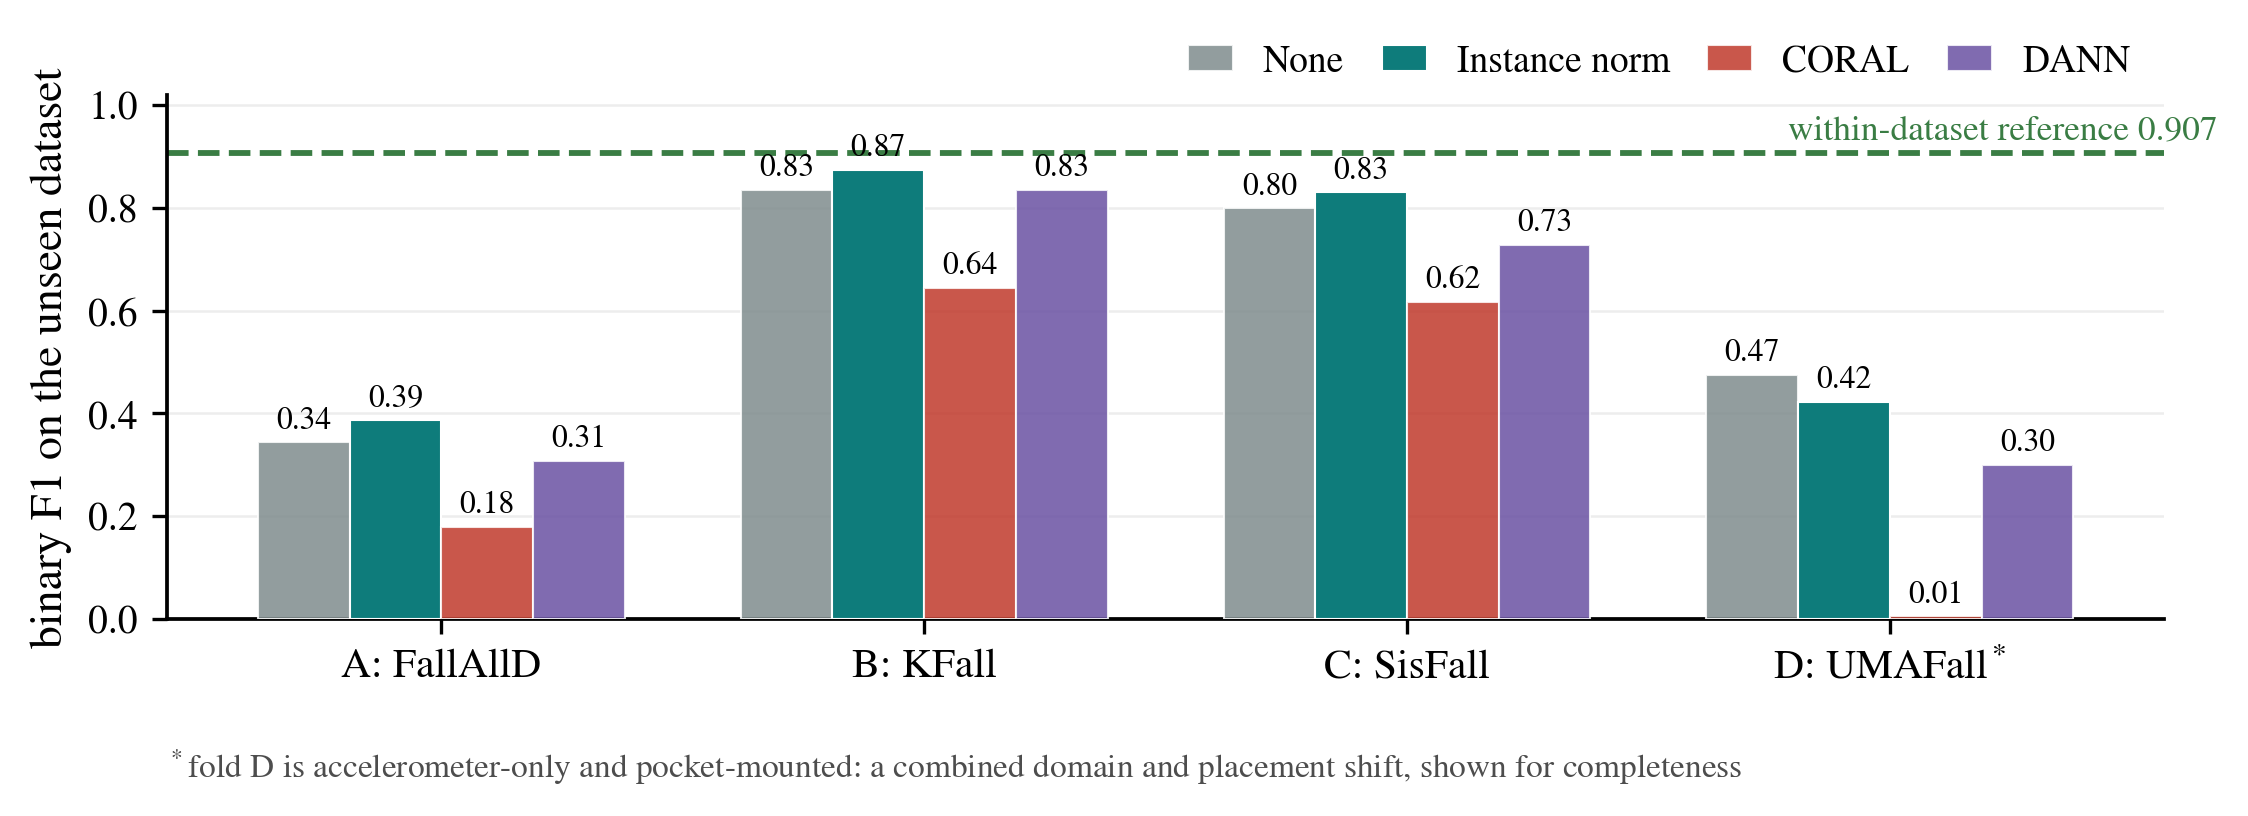 None Instance norm CORAL DANN
binary F1 on the unseen dataset
1.0
0.8
0.6
0.4
0.2
0.0
within-dataset reference 0.907
0.34 0.39 0.18 0.31
0.83 0.87 0.64 0.83
0.80 0.83 0.62 0.73
0.47 0.42 0.01 0.30
A: FallAllD B: KFall C: SisFall D: UMAFall*
* fold D is accelerometer-only and pocket-mounted: a combined domain and placement shift, shown for completeness